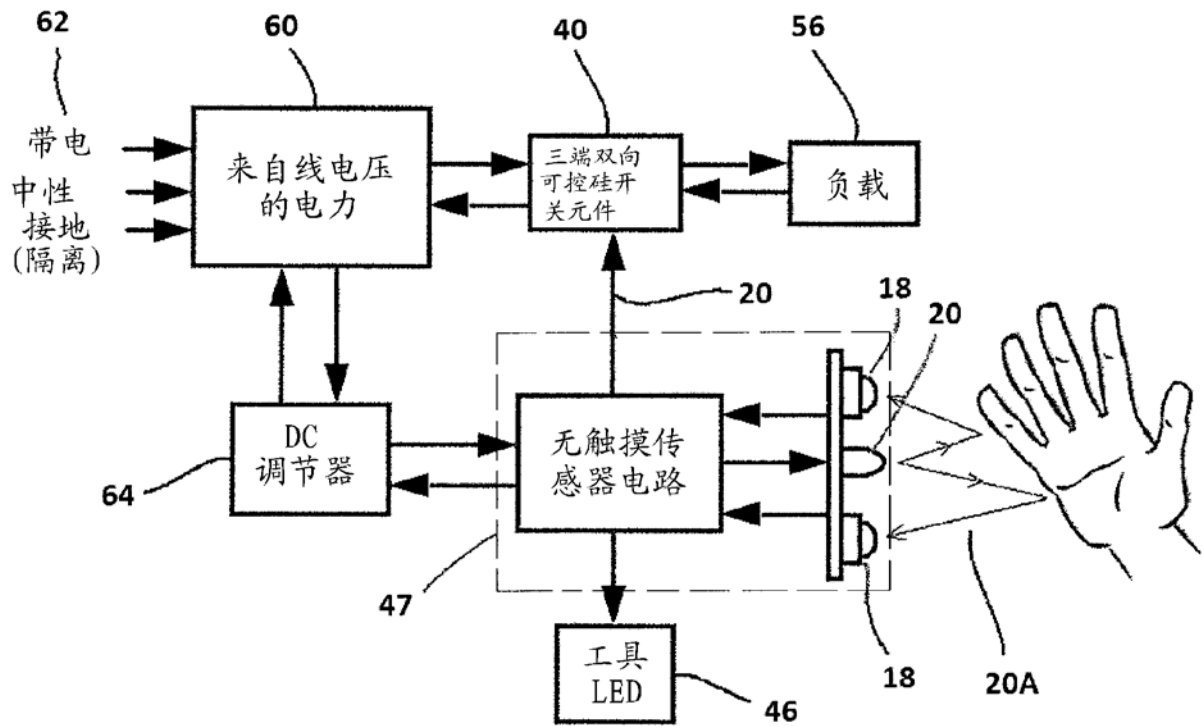 62
60
40
56
带电
中性
接地
(隔离)
来自线电压
的电力
三端双向
可控硅开
关元件
负载
20
18
20
DC
调节器
64
无触摸传
感器电路
47
18
20A
工具
LED
46